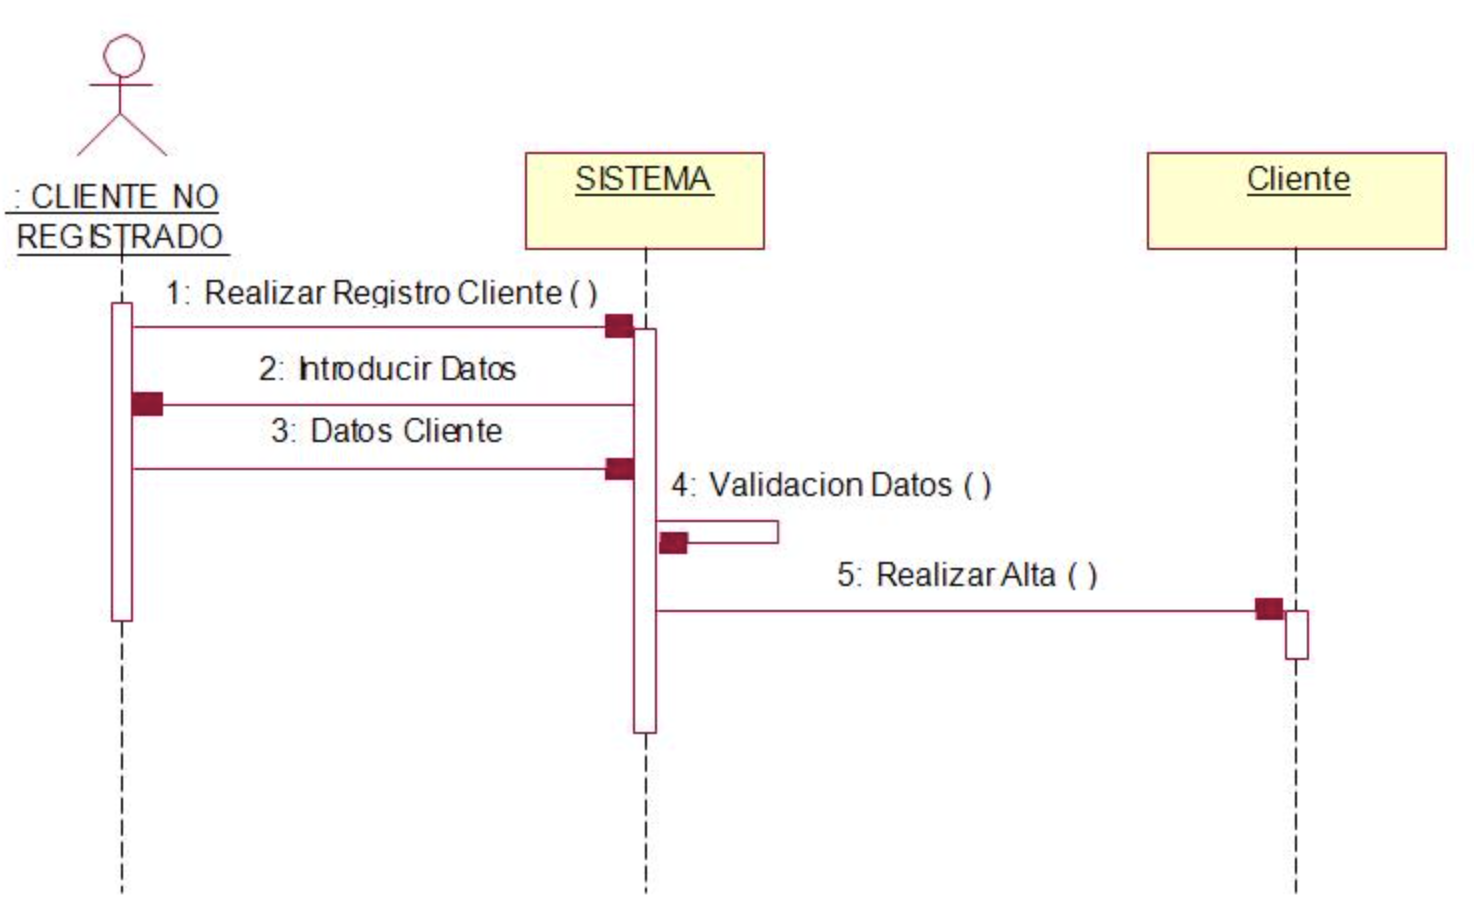 : CLIENTE NO
REGISTRADO
SISTEMA
Cliente
1: Realizar Registro Cliente ( )
2: Introducir Datos
3: Datos Cliente
4: Validacion Datos ( )
5: Realizar Alta ( )